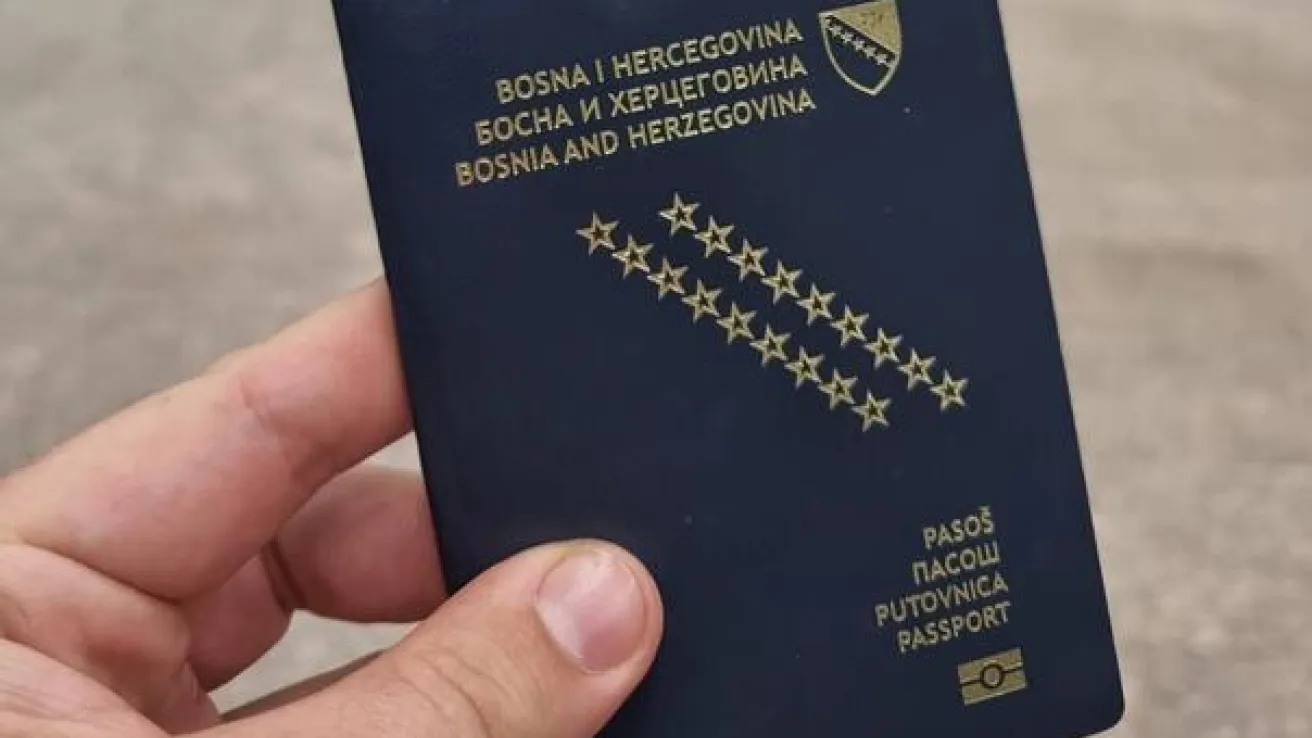 BOSNA I HERCEGOVINA
БОСНА И ХЕРЦЕГОВИНА
BOSNIA AND HERZEGOVINA
PASOŠ
ПАСОШ
PUTOVNICA
PASSPORT